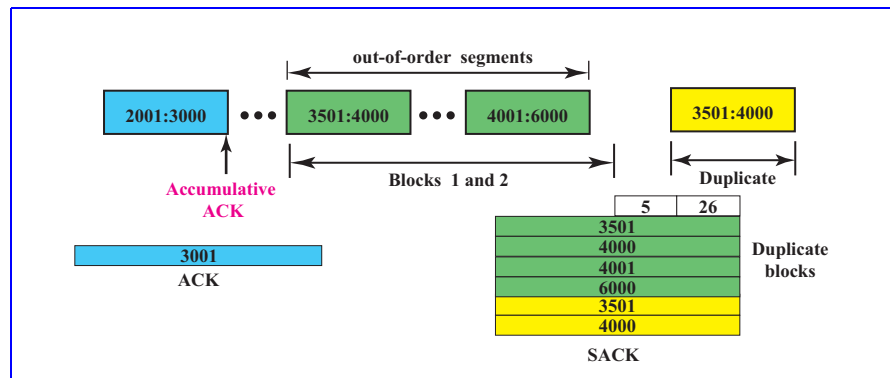 out-of-order segments
2001:3000 ••• 3501:4000 ••• 4001:6000 3501:4000
Blocks 1 and 2
Duplicate
Accumulative
ACK
5 26
3501
4000
4001
6000
3501
4000
Duplicate
blocks
3001
ACK
SACK